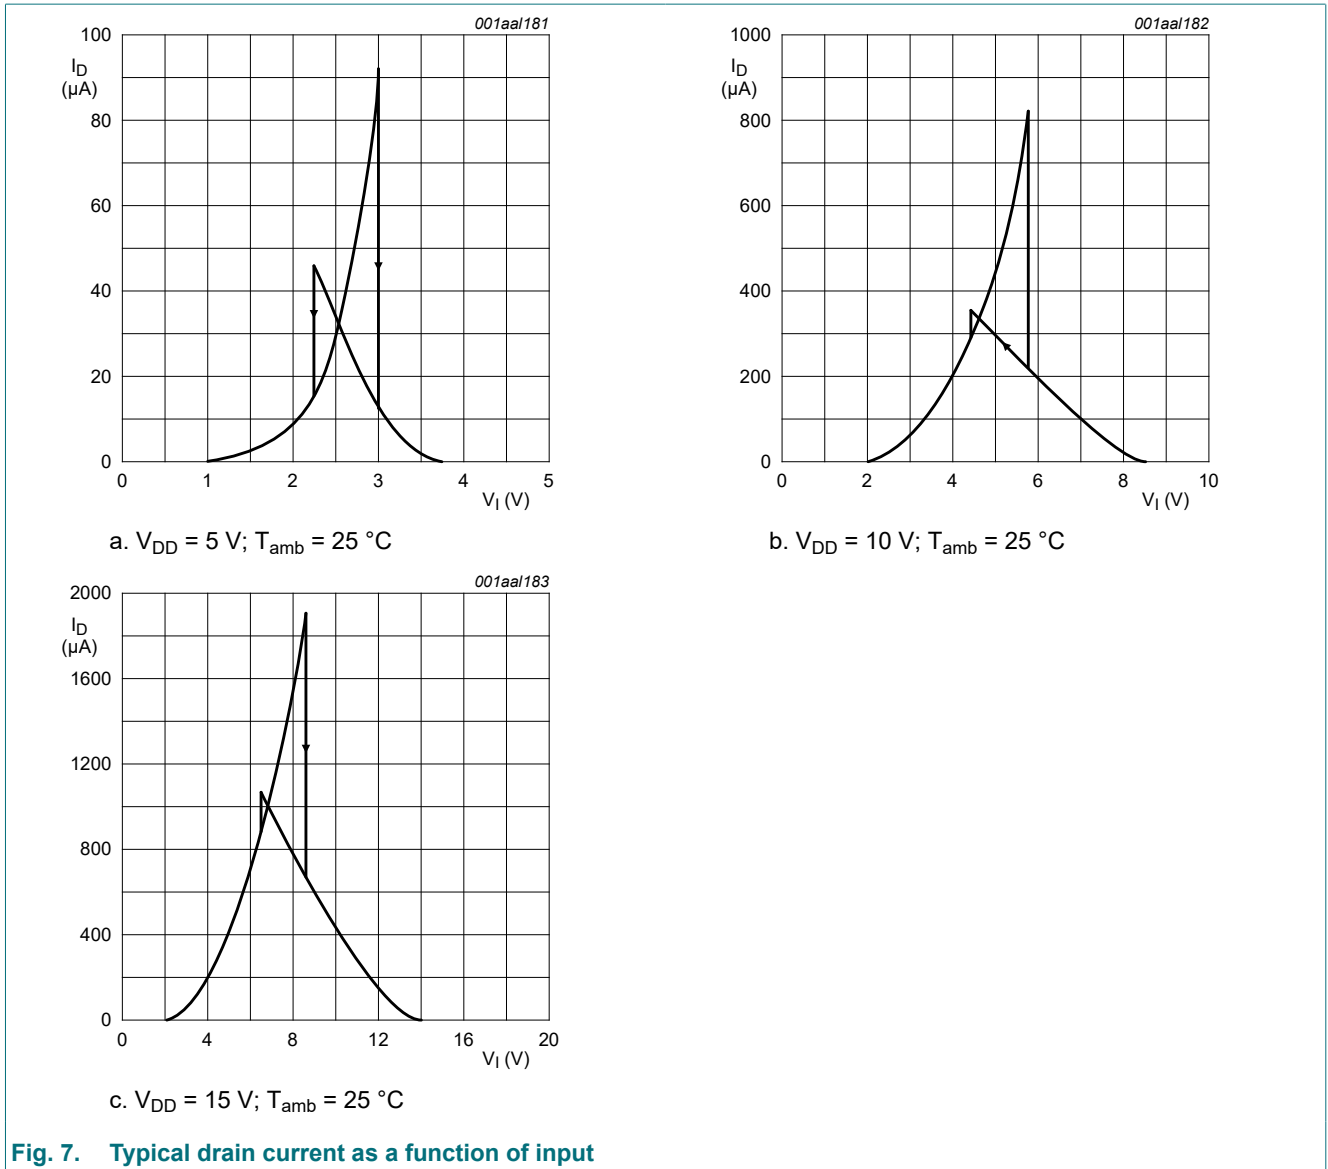 001aal181
100
I_D
(µA)
80
60
40
20
0
0 1 2 3 4 5
V_I (V)
a. V_DD = 5 V; T_amb = 25 °C
001aal182
1000
I_D
(µA)
800
600
400
200
0
0 2 4 6 8 10
V_I (V)
b. V_DD = 10 V; T_amb = 25 °C
001aal183
2000
I_D
(µA)
1600
1200
800
400
0
0 4 8 12 16 20
V_I (V)
c. V_DD = 15 V; T_amb = 25 °C
Fig. 7. Typical drain current as a function of input